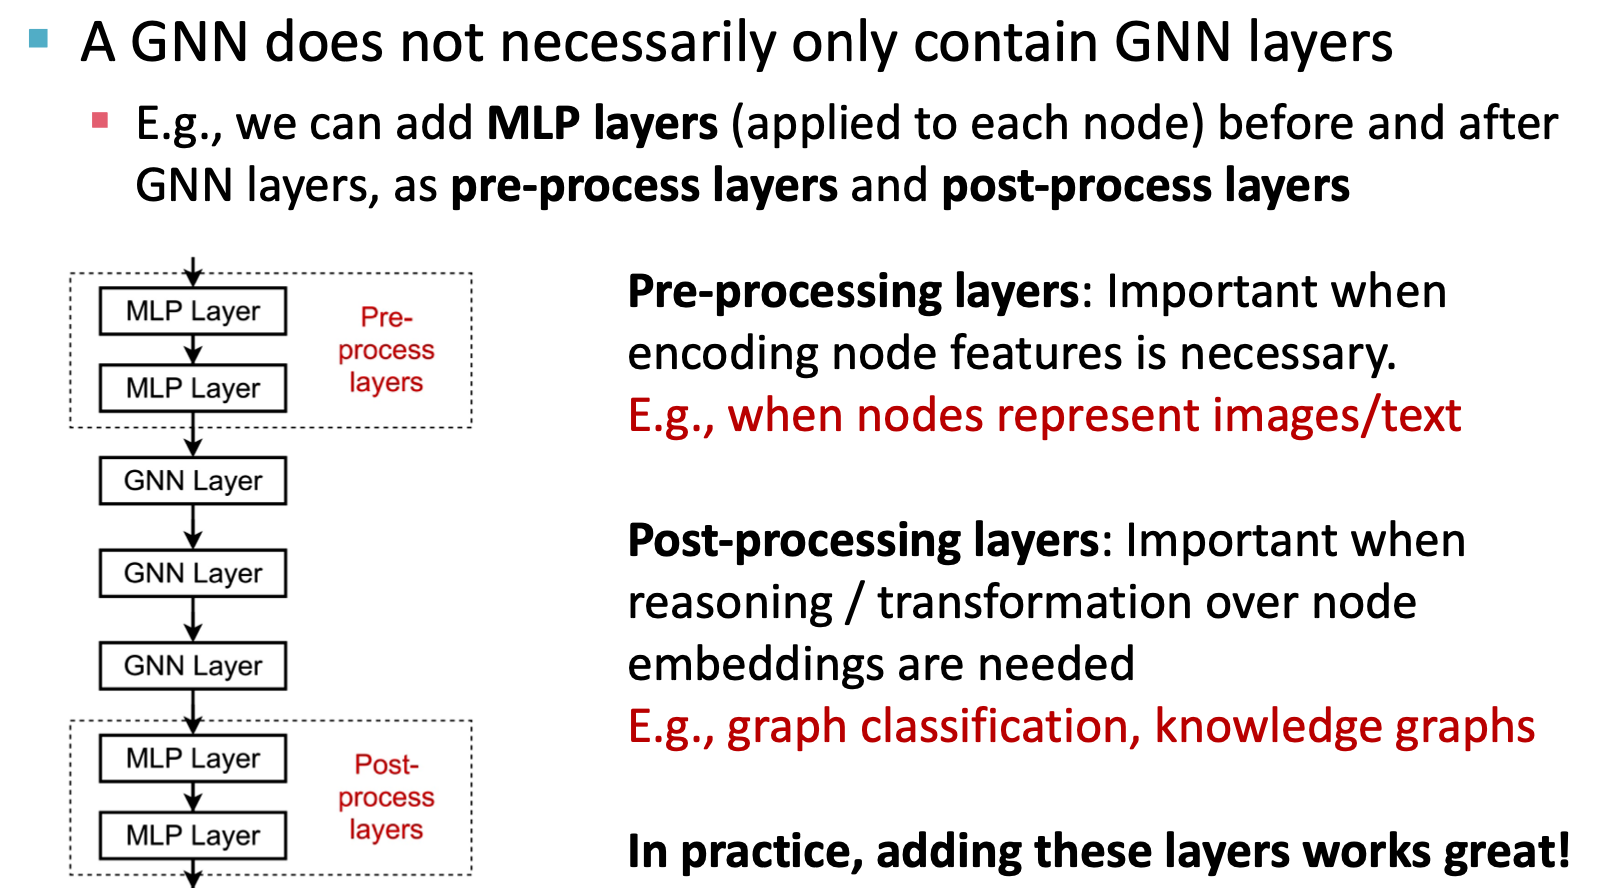 A GNN does not necessarily only contain GNN layers
E.g., we can add MLP layers (applied to each node) before and after
GNN layers, as pre-process layers and post-process layers
MLP Layer
MLP Layer
Pre-
process
layers
GNN Layer
GNN Layer
GNN Layer
MLP Layer
MLP Layer
Post-
process
layers
Pre-processing layers: Important when
encoding node features is necessary.
E.g., when nodes represent images/text
Post-processing layers: Important when
reasoning / transformation over node
embeddings are needed
E.g., graph classification, knowledge graphs
In practice, adding these layers works great!